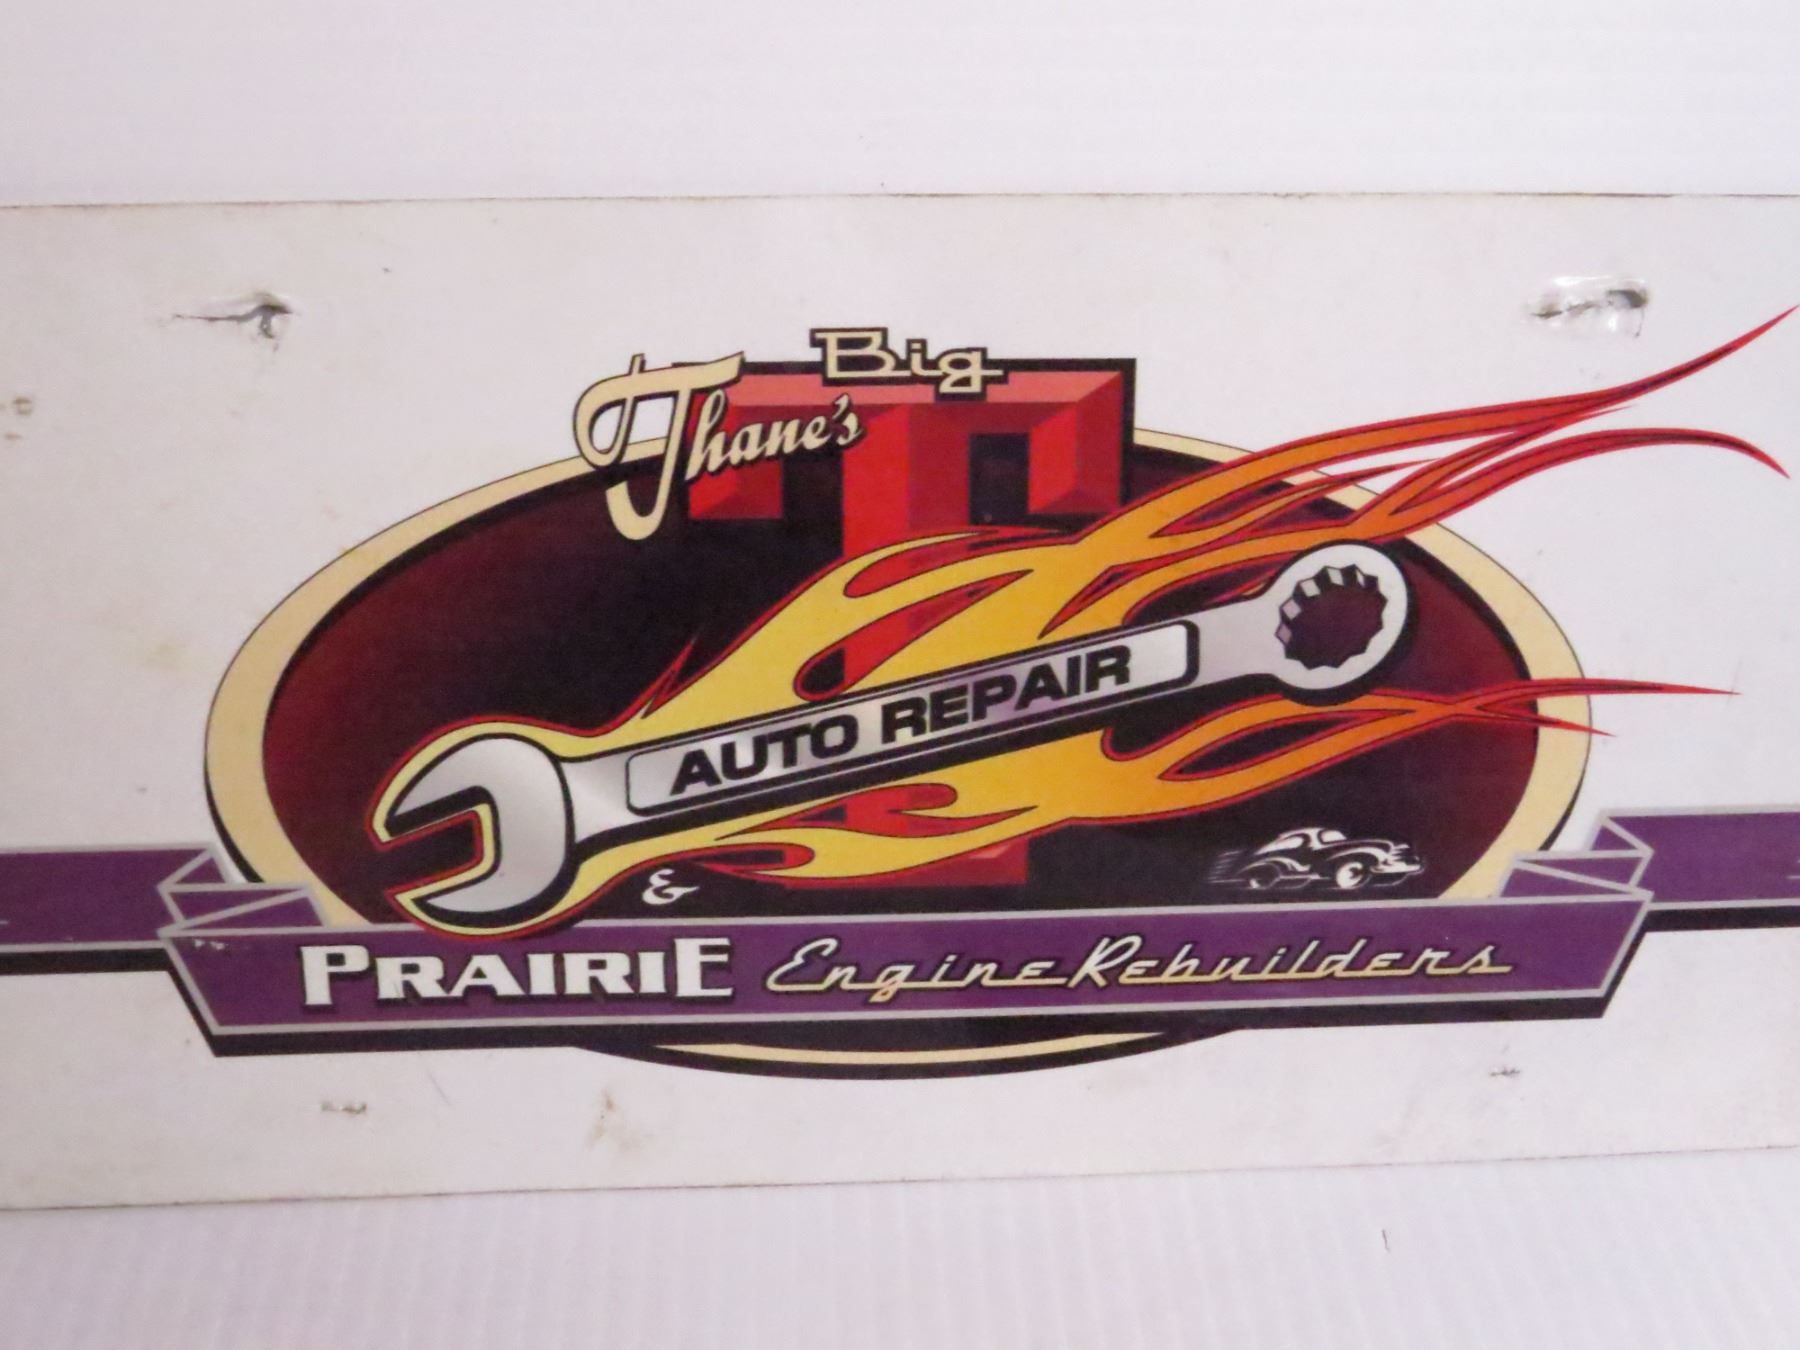 Thane's Big T
AUTO REPAIR
&
PRAIRIE Engine Rebuilders